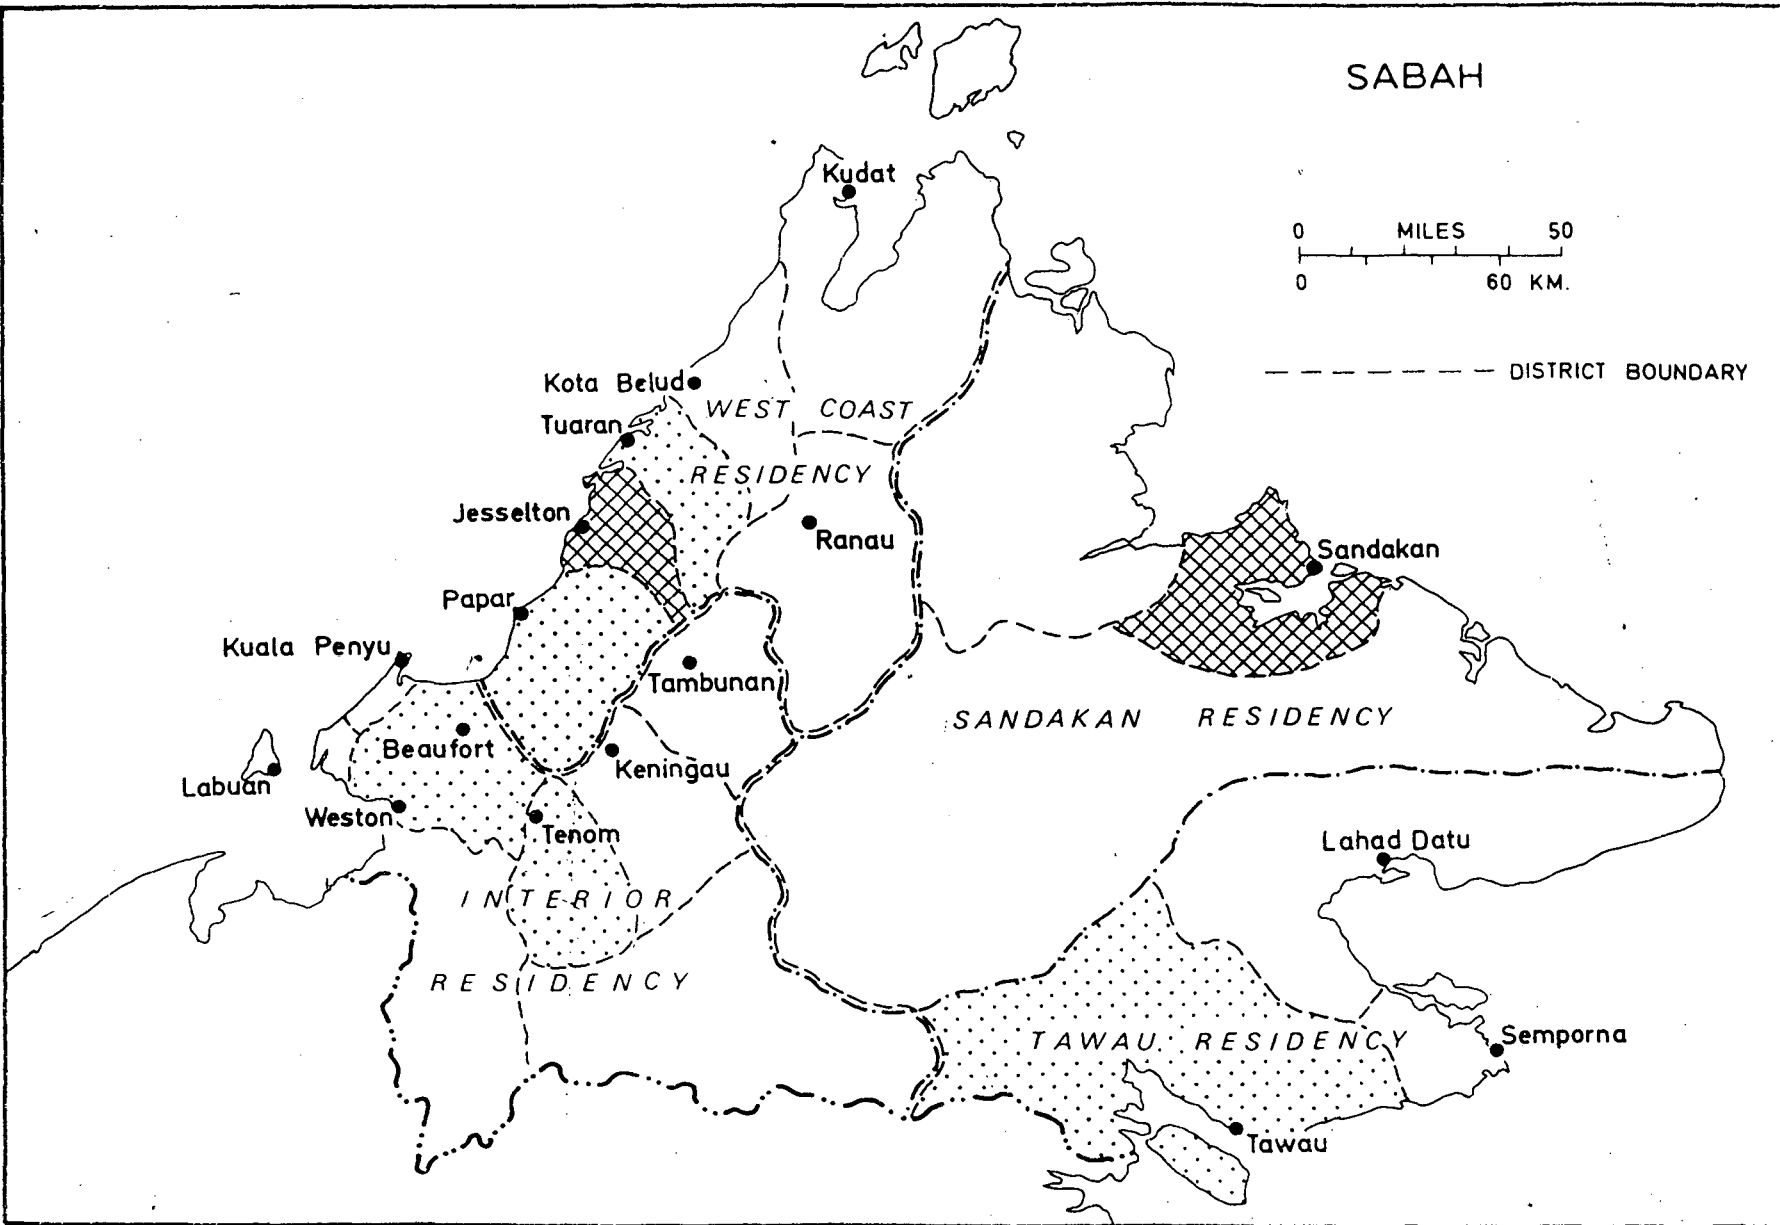 SABAH
Kudat
0 MILES 50
0 60 KM.
Kota Belud
DISTRICT BOUNDARY
WEST COAST
Tuaran
RESIDENCY
Jesselton
Ranau
Sandakan
Papar
Kuala Penyu
Tambunan
SANDAKAN RESIDENCY
Beaufort
Keningau
Labuan
Weston
Tenom
Lahad Datu
INTERIOR
RESIDENCY
TAWAU RESIDENCY
Semporna
Tawau